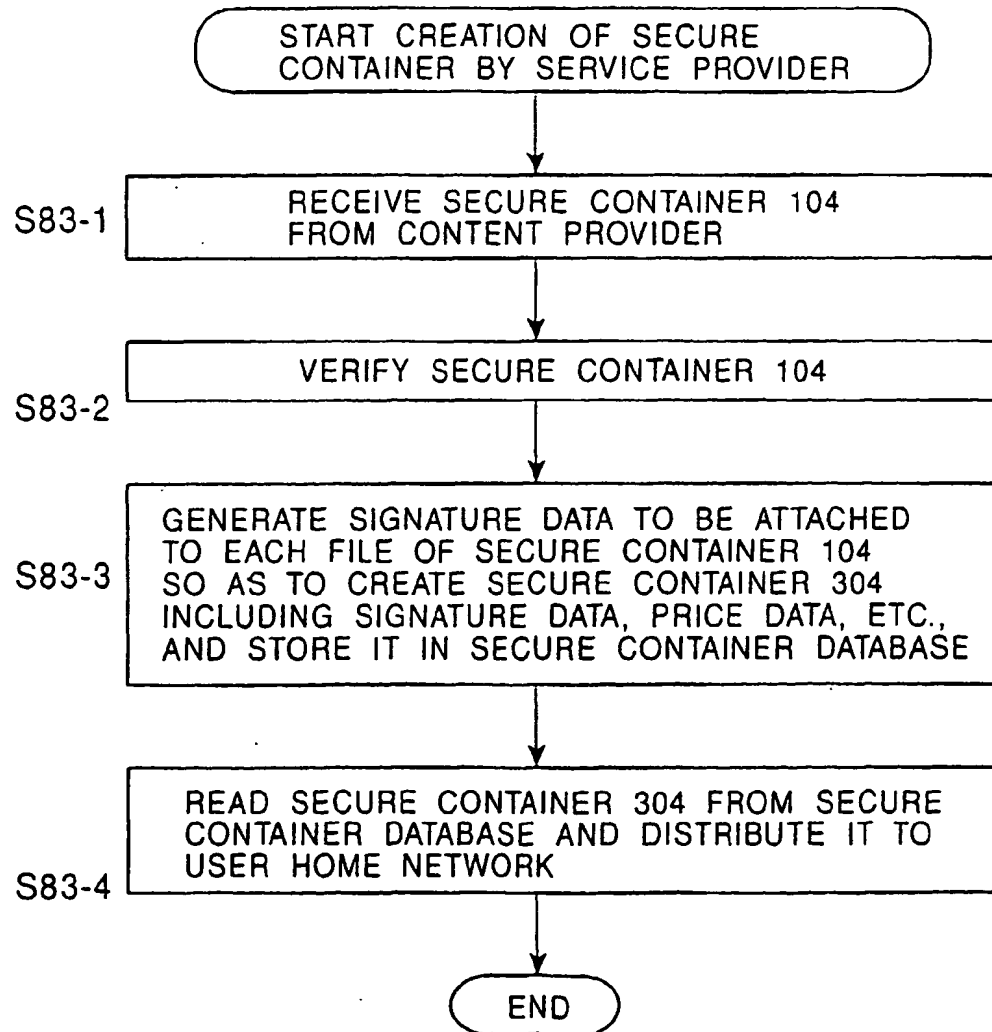 START CREATION OF SECURE
CONTAINER BY SERVICE PROVIDER
S83-1
RECEIVE SECURE CONTAINER 104
FROM CONTENT PROVIDER
S83-2
VERIFY SECURE CONTAINER 104
S83-3
GENERATE SIGNATURE DATA TO BE ATTACHED
TO EACH FILE OF SECURE CONTAINER 104
SO AS TO CREATE SECURE CONTAINER 304
INCLUDING SIGNATURE DATA, PRICE DATA, ETC.,
AND STORE IT IN SECURE CONTAINER DATABASE
S83-4
READ SECURE CONTAINER 304 FROM SECURE
CONTAINER DATABASE AND DISTRIBUTE IT TO
USER HOME NETWORK
END